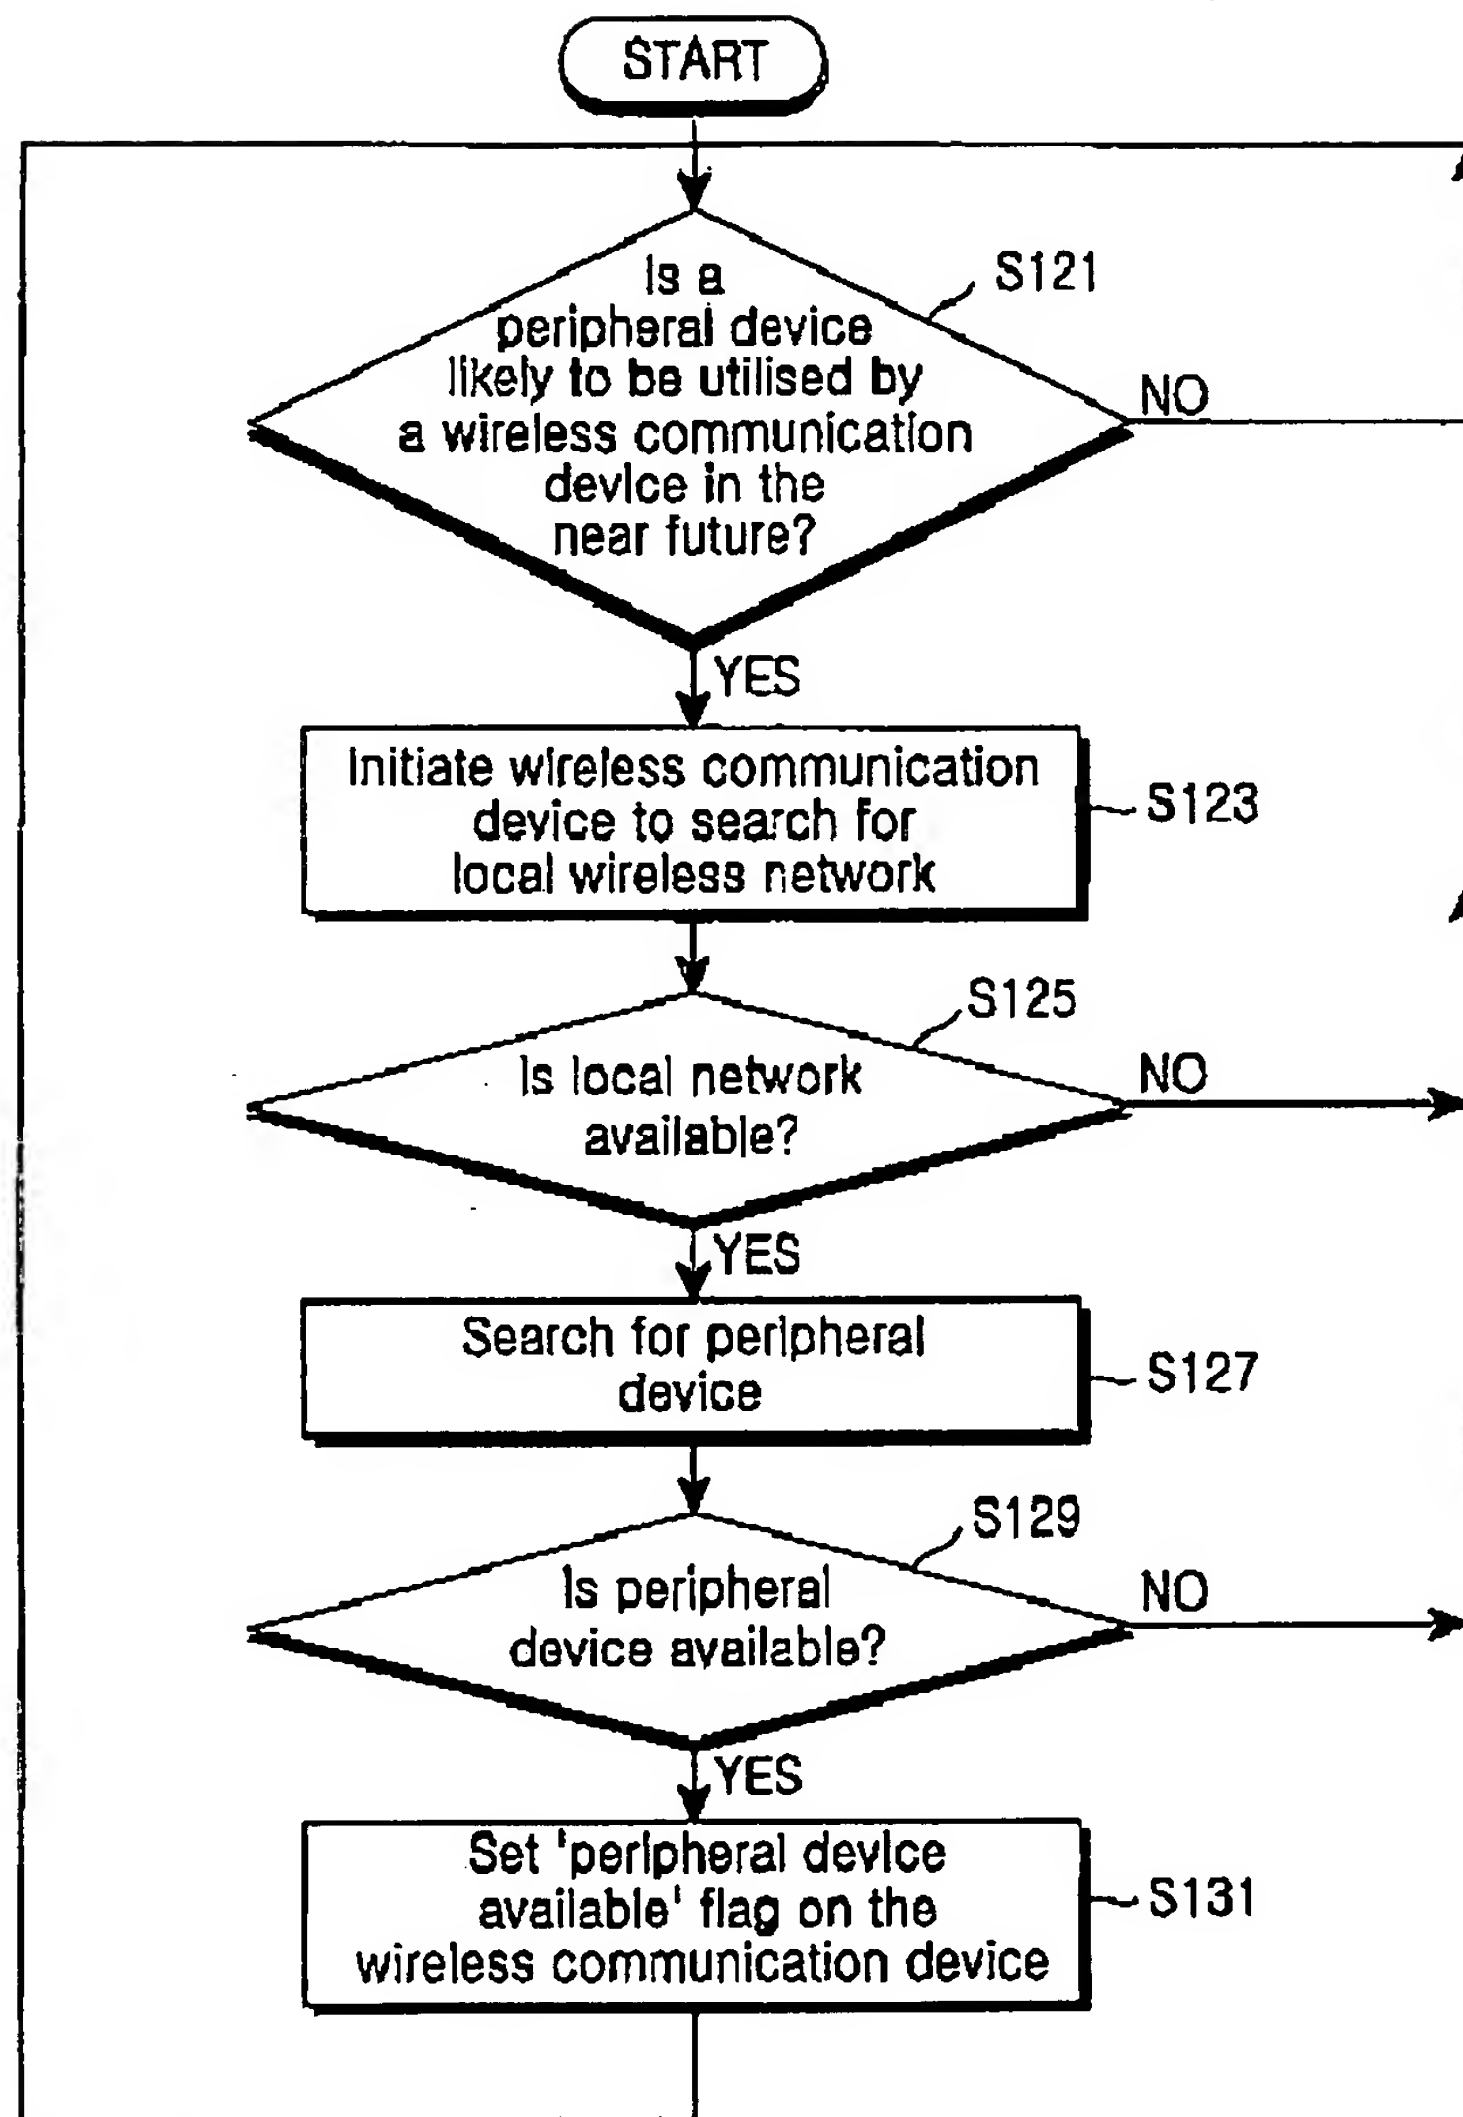 START
Is a
peripheral device
likely to be utilised by
a wireless communication
device in the
near future?
S121
NO
YES
Initiate wireless communication
device to search for
local wireless network
S123
S125
Is local network
available?
NO
YES
Search for peripheral
device
S127
S129
Is peripheral
device available?
NO
YES
Set 'peripheral device
available' flag on the
wireless communication device
S131